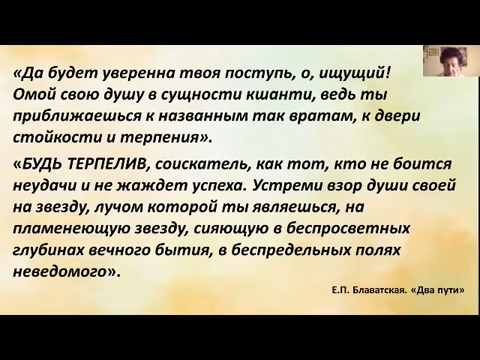 «Да будет уверенна твоя поступь, о, ищущий!
Омой свою душу в сущности кшанти, ведь ты
приближаешься к названным так вратам, к двери
стойкости и терпения».
«БУДЬ ТЕРПЕЛИВ, соискатель, как тот, кто не боится
неудачи и не жаждет успеха. Устреми взор души своей
на звезду, лучом которой ты являешься, на
пламенеющую звезду, сияющую в беспросветных
глубинах вечного бытия, в беспредельных полях
неведомого».
Е.П. Блаватская. «Два пути»